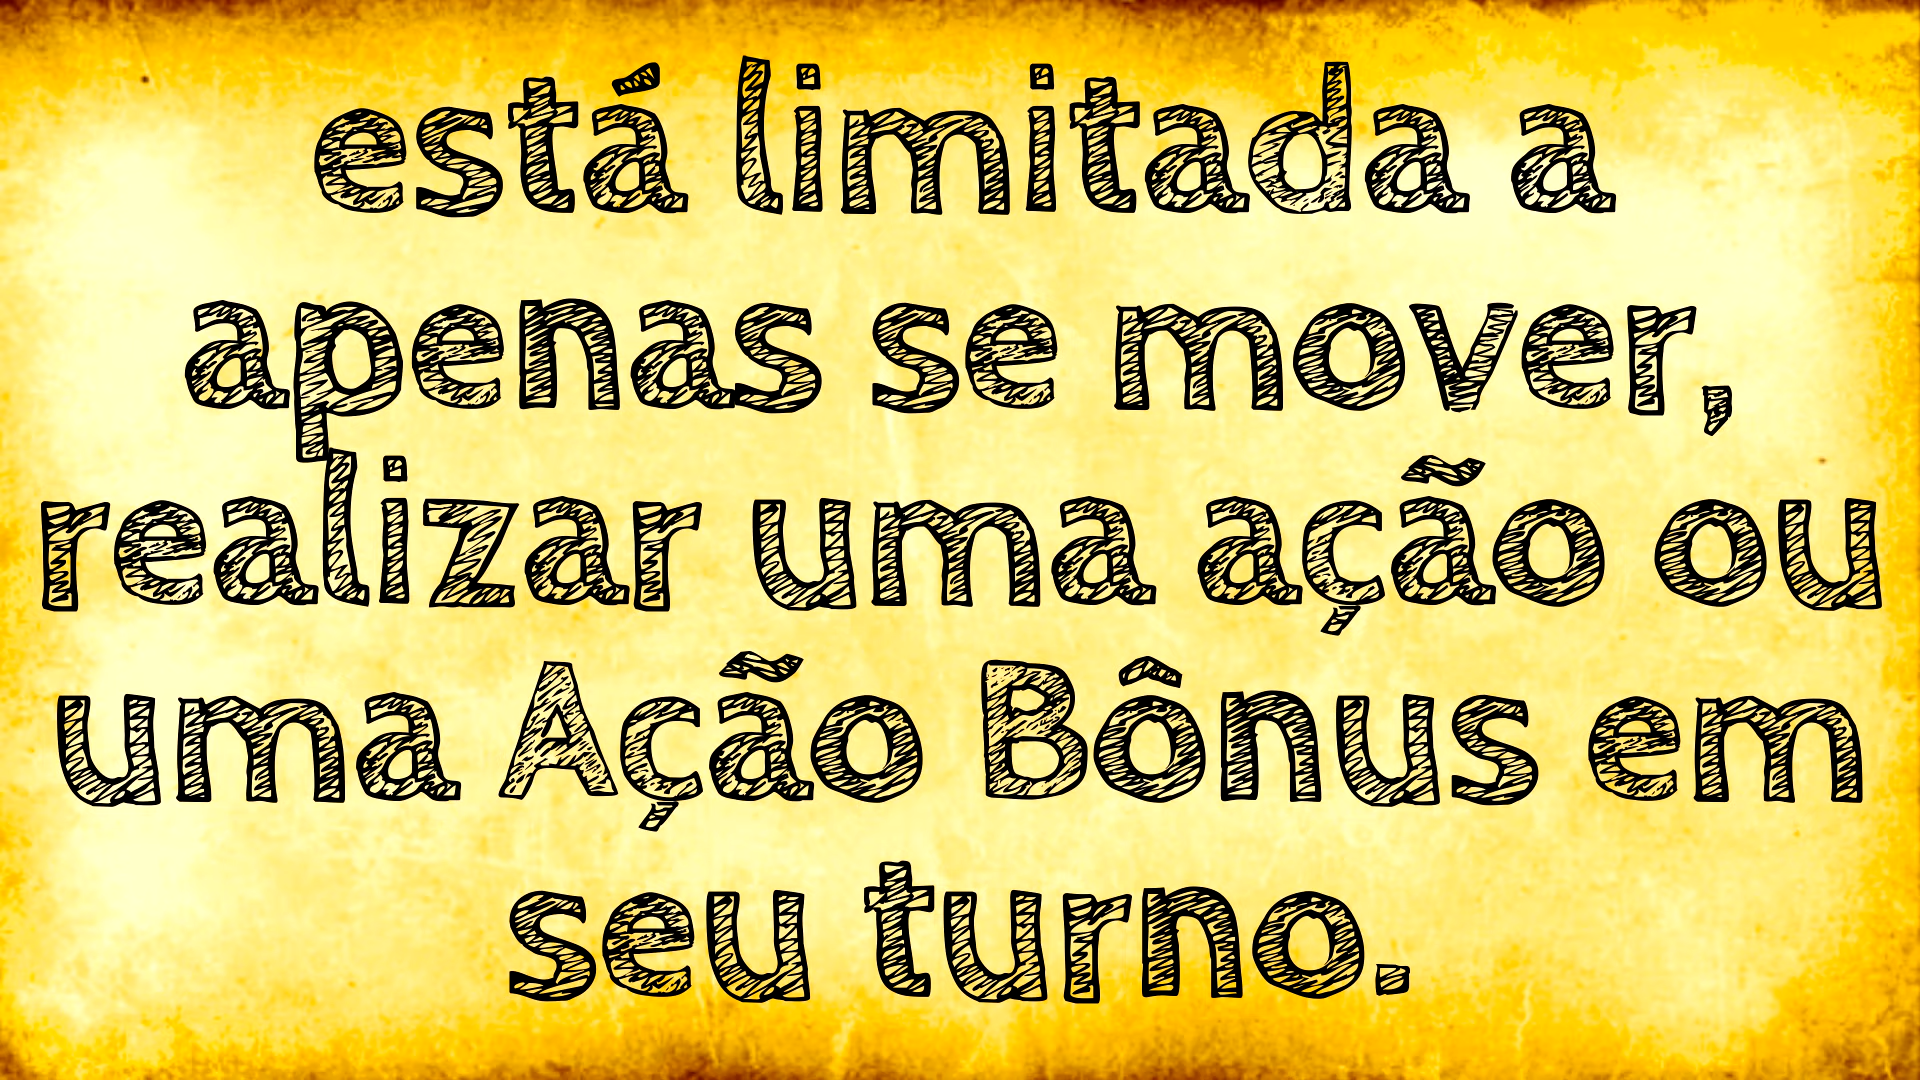 está limitada a
apenas se mover,
realizar uma ação ou
uma Ação Bônus em
seu turno.